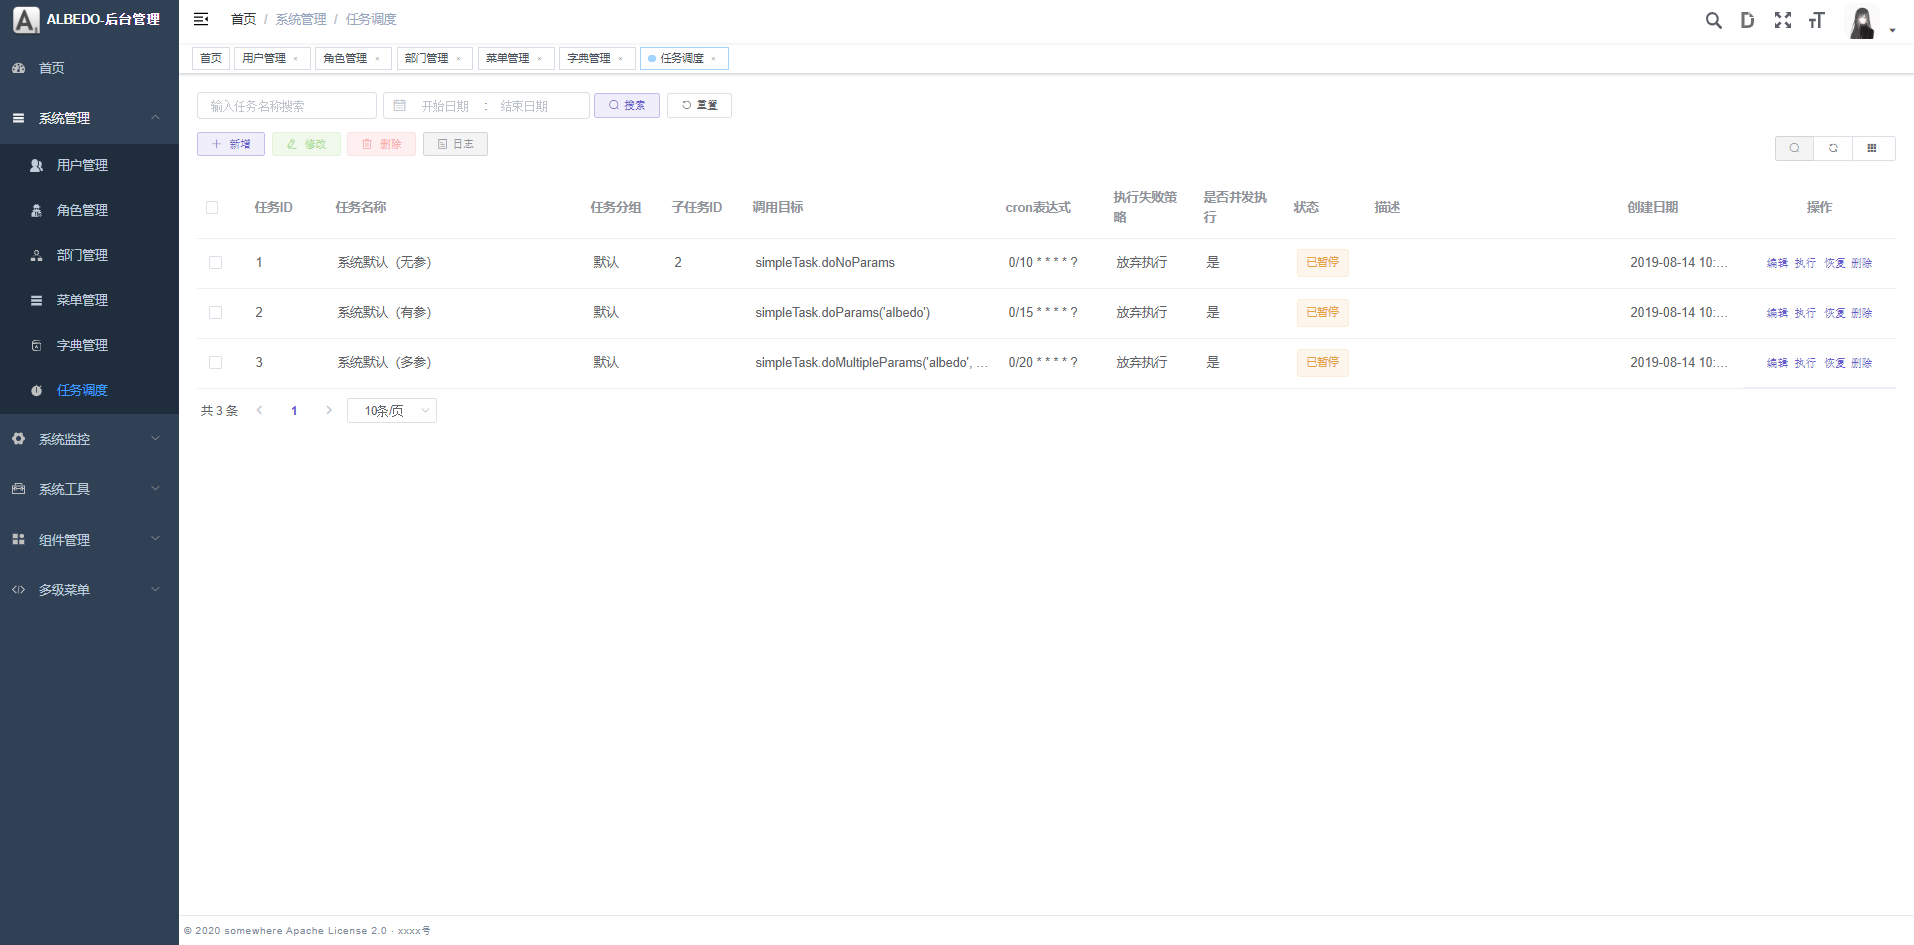 ALBEDO-后台管理
首页 / 系统管理 / 任务调度
首页
系统管理
用户管理
角色管理
部门管理
菜单管理
字典管理
任务调度
系统监控
系统工具
组件管理
多级菜单
首页 用户管理 × 角色管理 × 部门管理 × 菜单管理 × 字典管理 × 任务调度 ×
输入任务名称搜索 开始日期 : 结束日期 搜索 重置
新增 修改 删除 日志
任务ID 任务名称 任务分组 子任务ID 调用目标 cron表达式 执行失败策略 是否并发执行 状态 描述 创建日期 操作
1 系统默认（无参） 默认 2 simpleTask.doNoParams 0/10 * * * * ? 放弃执行 是 已暂停 2019-08-14 10:... 编辑 执行 恢复 删除
2 系统默认（有参） 默认 simpleTask.doParams('albedo') 0/15 * * * * ? 放弃执行 是 已暂停 2019-08-14 10:... 编辑 执行 恢复 删除
3 系统默认（多参） 默认 simpleTask.doMultipleParams('albedo', ... 0/20 * * * * ? 放弃执行 是 已暂停 2019-08-14 10:... 编辑 执行 恢复 删除
共 3 条 1 10条/页
© 2020 somewhere Apache License 2.0 · xxxx号